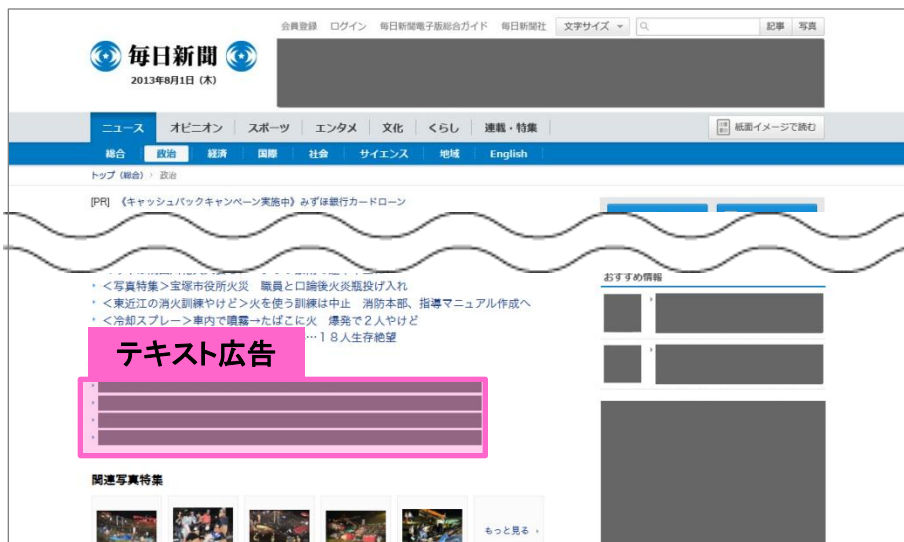 会員登録 ログイン 毎日新聞電子版総合ガイド 毎日新聞社 文字サイズ 記事 写真
毎日新聞
2013年8月1日（木）
ニュース オピニオン スポーツ エンタメ 文化 くらし 連載・特集 紙面イメージで読む
総合 政治 経済 国際 社会 サイエンス 地域 English
トップ（総合） › 政治
[PR] 《キャッシュバックキャンペーン実施中》みずほ銀行カードローン
おすすめ情報
<写真特集>宝塚市役所火災 職員と口論後火炎瓶投げ入れ
<東近江の消火訓練やけど>火を使う訓練は中止 消防本部、指導マニュアル作成へ
<冷却スプレー>車内で噴霧→たばこに火 爆発で２人やけど
…１８人生存絶望
テキスト広告
関連写真特集
もっと見る ›